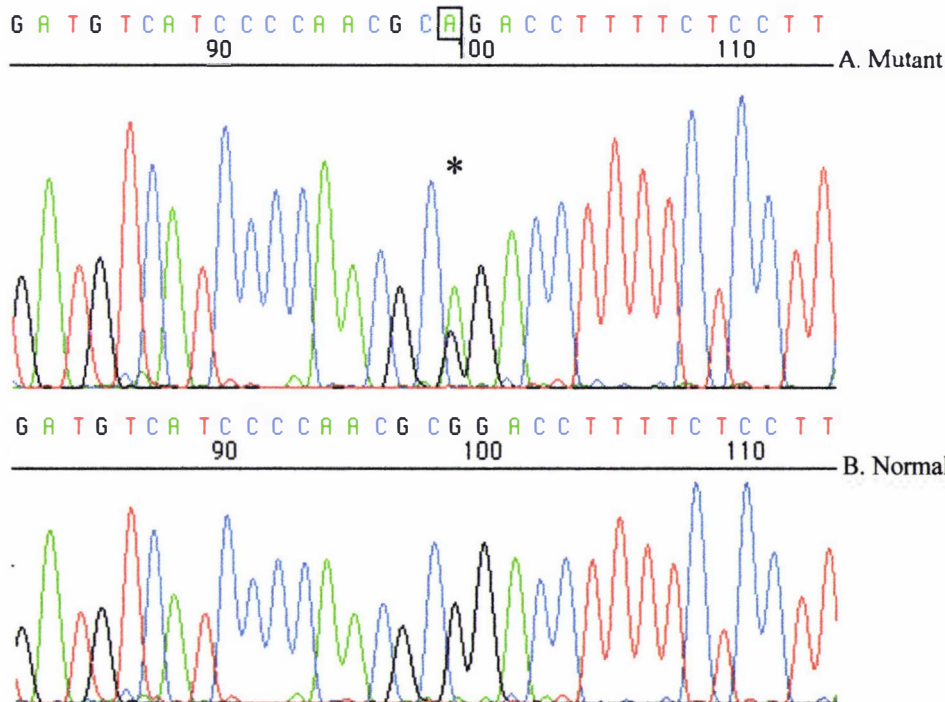 G A T G T C A T C C C C A A C G C A G A C C T T T T C T C C T T
90 100 110
A. Mutant
*
G A T G T C A T C C C C A A C G C G G A C C T T T T C T C C T T
90 100 110
B. Normal